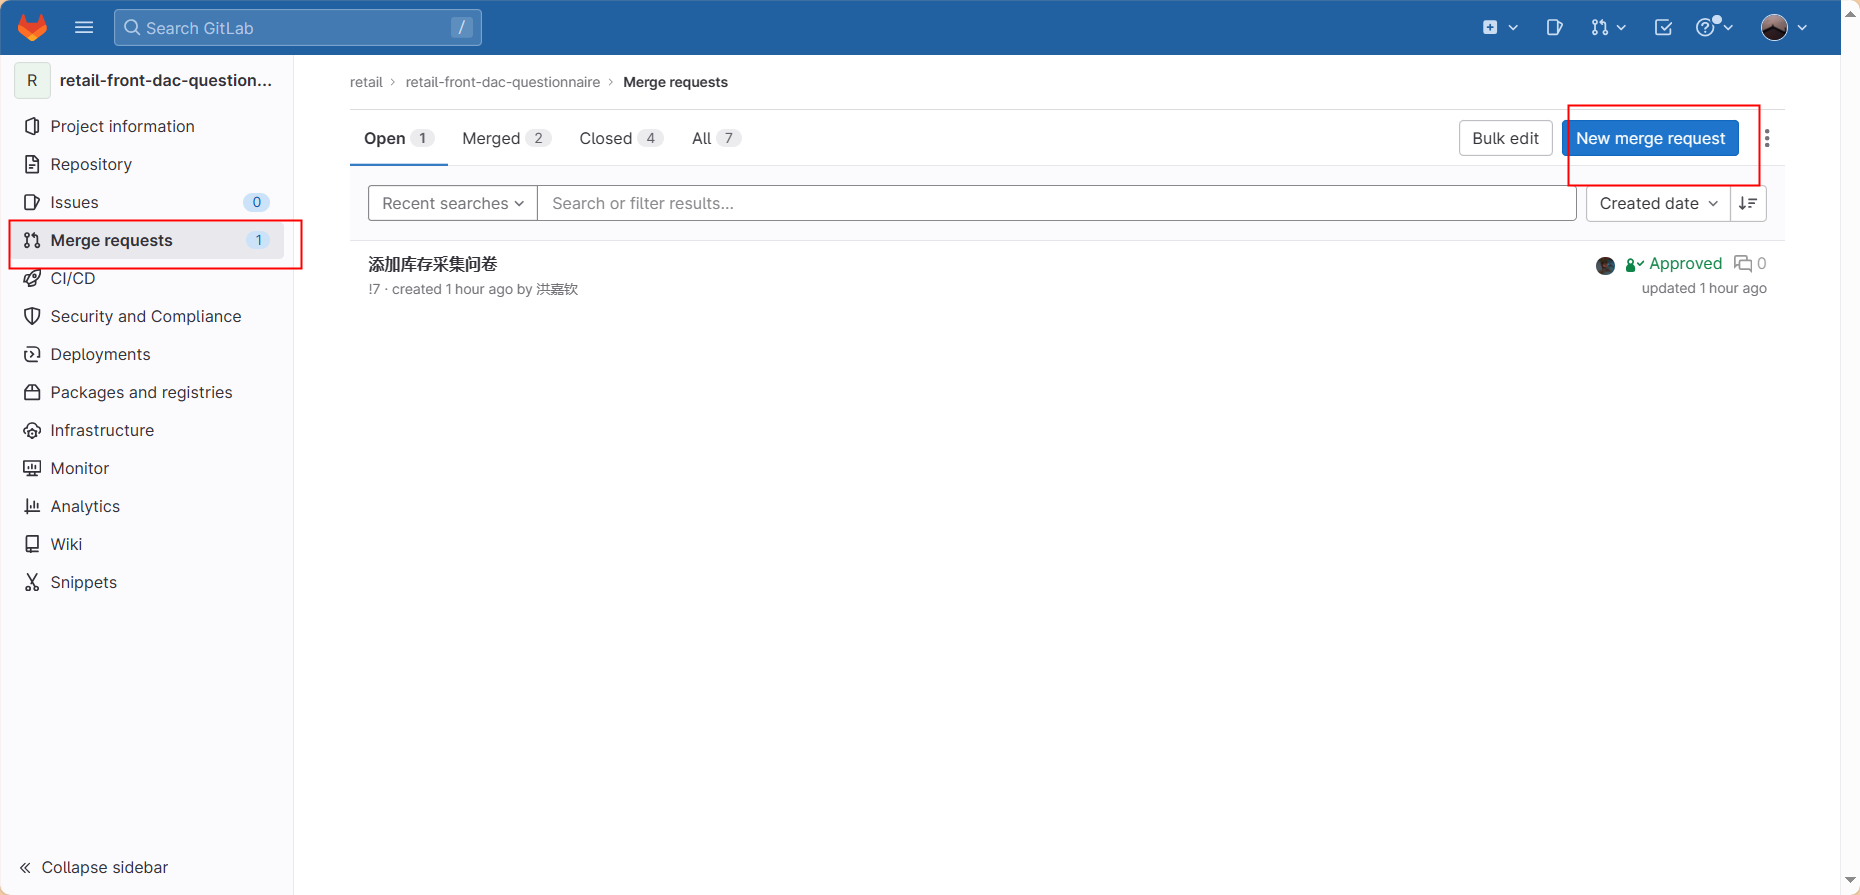 Search GitLab /
R retail-front-dac-question...
Project information
Repository
Issues 0
Merge requests 1
CI/CD
Security and Compliance
Deployments
Packages and registries
Infrastructure
Monitor
Analytics
Wiki
Snippets
Collapse sidebar
retail > retail-front-dac-questionnaire > Merge requests
Open 1 Merged 2 Closed 4 All 7 Bulk edit New merge request
Recent searches Search or filter results... Created date
添加库存采集问卷 Approved 0
!7 · created 1 hour ago by 洪嘉钦 updated 1 hour ago